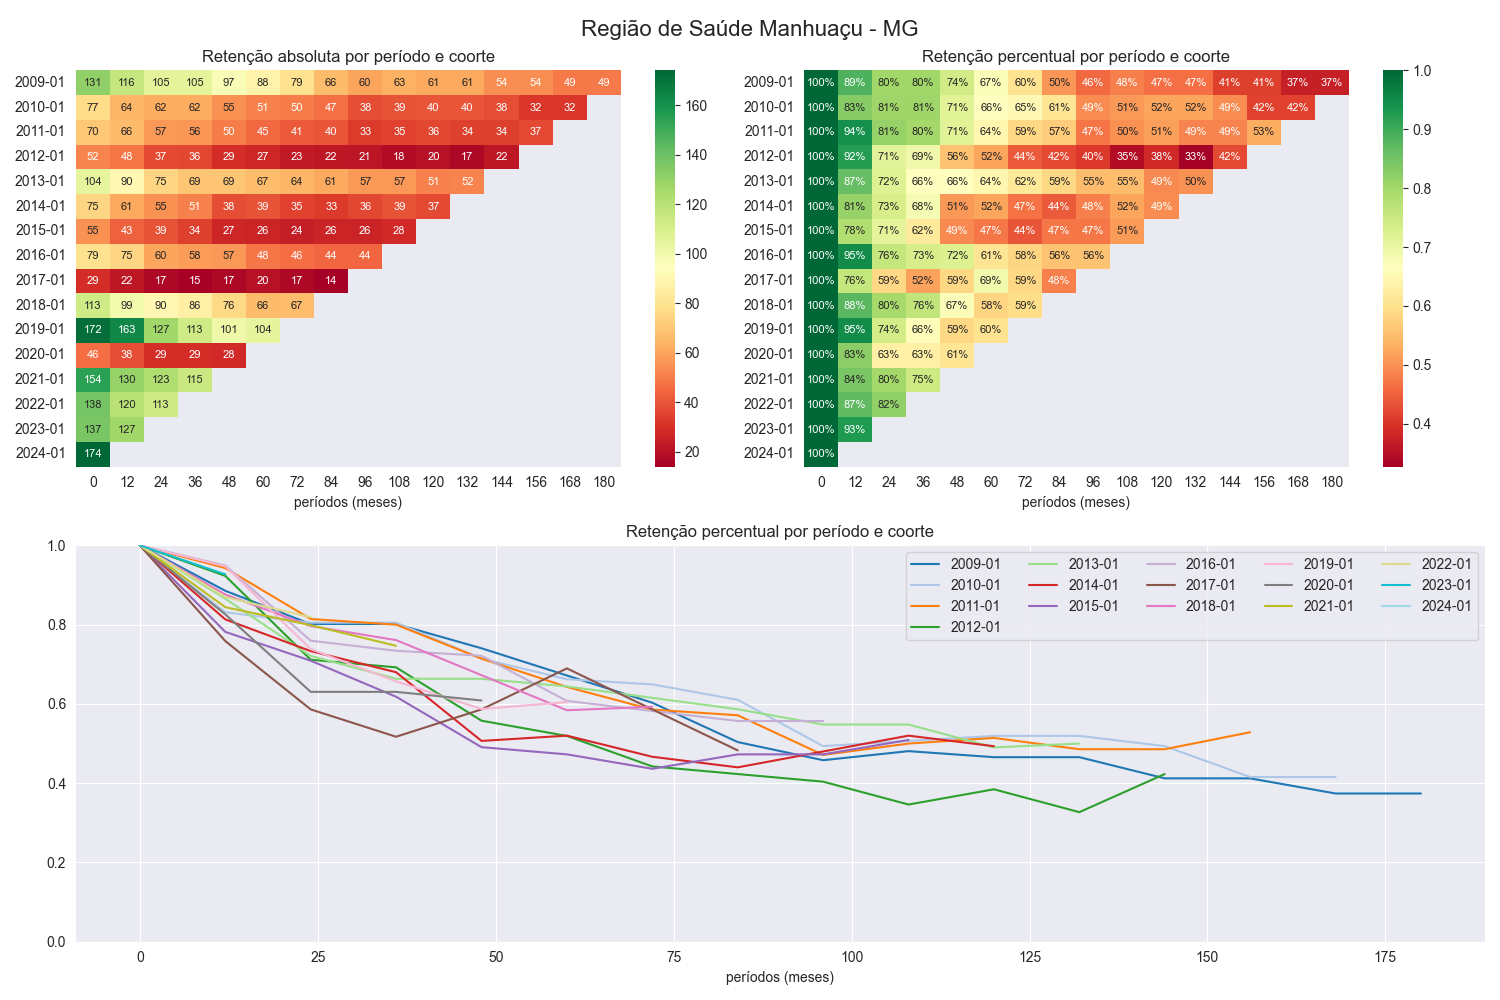 Região de Saúde Manhuaçu - MG
Retenção absoluta por período e coorte
2009-01 131 116 105 105 97 88 79 66 60 63 61 61 54 54 49 49
2010-01 77 64 62 62 55 51 50 47 38 39 40 40 38 32 32
2011-01 70 66 57 56 50 45 41 40 33 35 36 34 34 37
2012-01 52 48 37 36 29 27 23 22 21 18 20 17 22
2013-01 104 90 75 69 69 67 64 61 57 57 51 52
2014-01 75 61 55 51 38 39 35 33 36 39 37
2015-01 55 43 39 34 27 26 24 26 26 28
2016-01 79 75 60 58 57 48 46 44 44
2017-01 29 22 17 15 17 20 17 14
2018-01 113 99 90 86 76 66 67
2019-01 172 163 127 113 101 104
2020-01 46 38 29 29 28
2021-01 154 130 123 115
2022-01 138 120 113
2023-01 137 127
2024-01 174
0 12 24 36 48 60 72 84 96 108 120 132 144 156 168 180
períodos (meses)
160
140
120
100
80
60
40
20
Retenção percentual por período e coorte
2009-01 100% 89% 80% 80% 74% 67% 60% 50% 46% 48% 47% 47% 41% 41% 37% 37%
2010-01 100% 83% 81% 81% 71% 66% 65% 61% 49% 51% 52% 52% 49% 42% 42%
2011-01 100% 94% 81% 80% 71% 64% 59% 57% 47% 50% 51% 49% 49% 53%
2012-01 100% 92% 71% 69% 56% 52% 44% 42% 40% 35% 38% 33% 42%
2013-01 100% 87% 72% 66% 66% 64% 62% 59% 55% 55% 49% 50%
2014-01 100% 81% 73% 68% 51% 52% 47% 44% 48% 52% 49%
2015-01 100% 78% 71% 62% 49% 47% 44% 47% 47% 51%
2016-01 100% 95% 76% 73% 72% 61% 58% 56% 56%
2017-01 100% 76% 59% 52% 59% 69% 59% 48%
2018-01 100% 88% 80% 76% 67% 58% 59%
2019-01 100% 95% 74% 66% 59% 60%
2020-01 100% 83% 63% 63% 61%
2021-01 100% 84% 80% 75%
2022-01 100% 87% 82%
2023-01 100% 93%
2024-01 100%
0 12 24 36 48 60 72 84 96 108 120 132 144 156 168 180
períodos (meses)
1.0
0.9
0.8
0.7
0.6
0.5
0.4
Retenção percentual por período e coorte
1.0
0.8
0.6
0.4
0.2
0.0
2009-01 2013-01 2016-01 2019-01 2022-01
2010-01 2014-01 2017-01 2020-01 2023-01
2011-01 2015-01 2018-01 2021-01 2024-01
2012-01
0 25 50 75 100 125 150 175
períodos (meses)